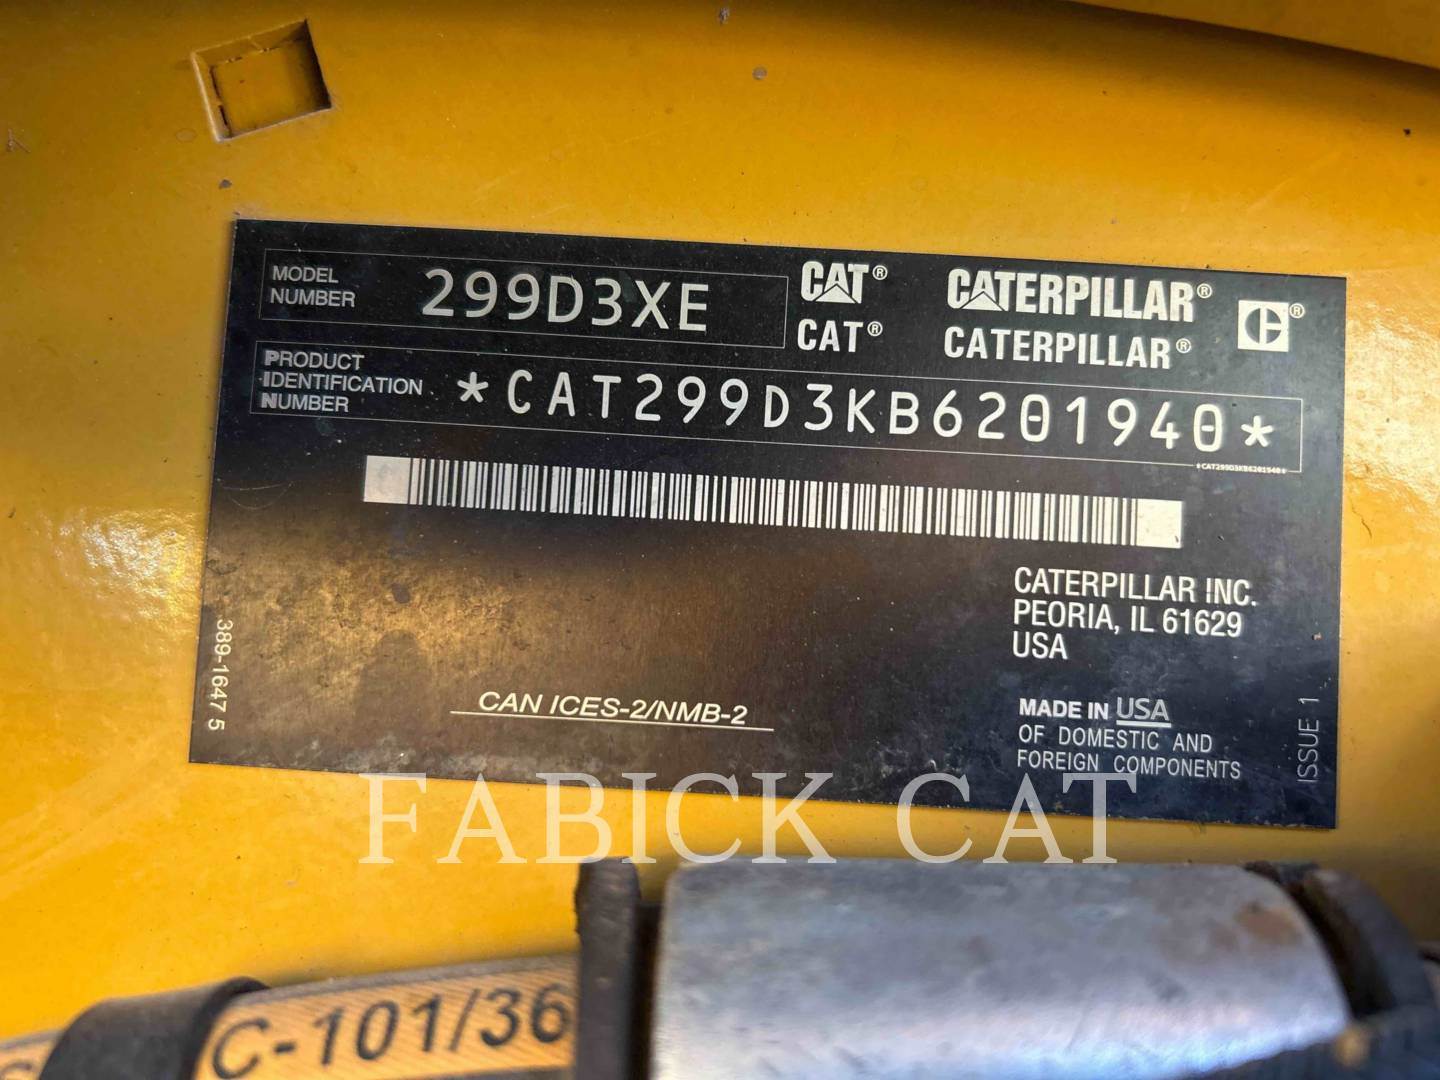 MODEL NUMBER 299D3XE
CAT® CATERPILLAR®
CAT® CATERPILLAR®
PRODUCT IDENTIFICATION NUMBER *CAT299D3KB6201940*
*CAT299D3KB6201940*
CATERPILLAR INC.
PEORIA, IL 61629
USA
389-1647 5
CAN ICES-2/NMB-2
MADE IN USA
OF DOMESTIC AND
FOREIGN COMPONENTS
ISSUE 1
FABICK CAT
C-101/36